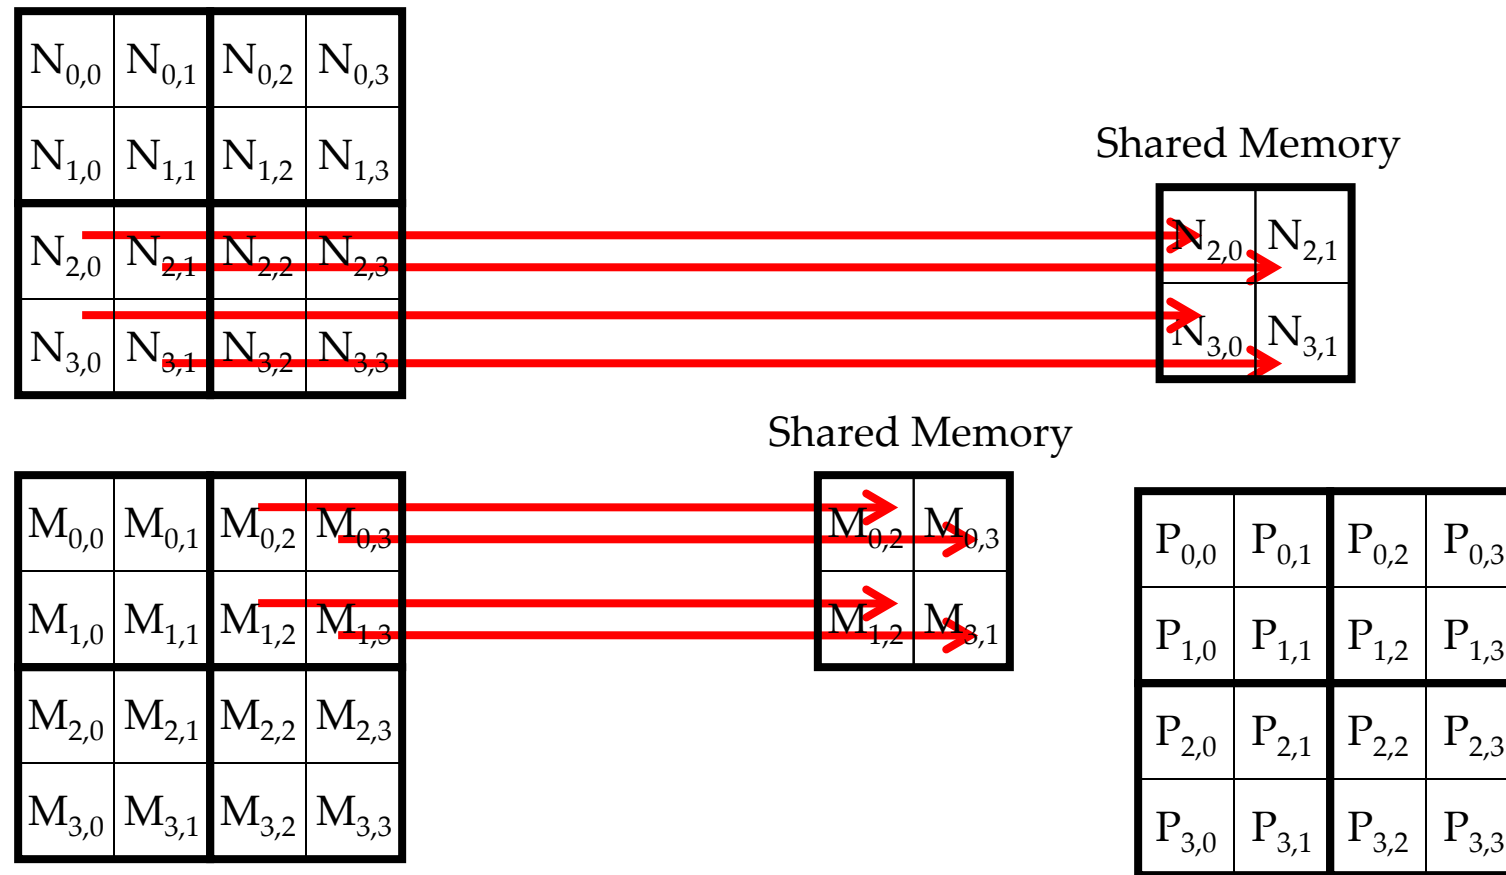 N0,0 N0,1 N0,2 N0,3
N1,0 N1,1 N1,2 N1,3
N2,0 N2,1 N2,2 N2,3
N3,0 N3,1 N3,2 N3,3
Shared Memory
N2,0 N2,1
N3,0 N3,1
Shared Memory
M0,0 M0,1 M0,2 M0,3
M1,0 M1,1 M1,2 M1,3
M2,0 M2,1 M2,2 M2,3
M3,0 M3,1 M3,2 M3,3
M0,2 M0,3
M1,2 M3,1
P0,0 P0,1 P0,2 P0,3
P1,0 P1,1 P1,2 P1,3
P2,0 P2,1 P2,2 P2,3
P3,0 P3,1 P3,2 P3,3